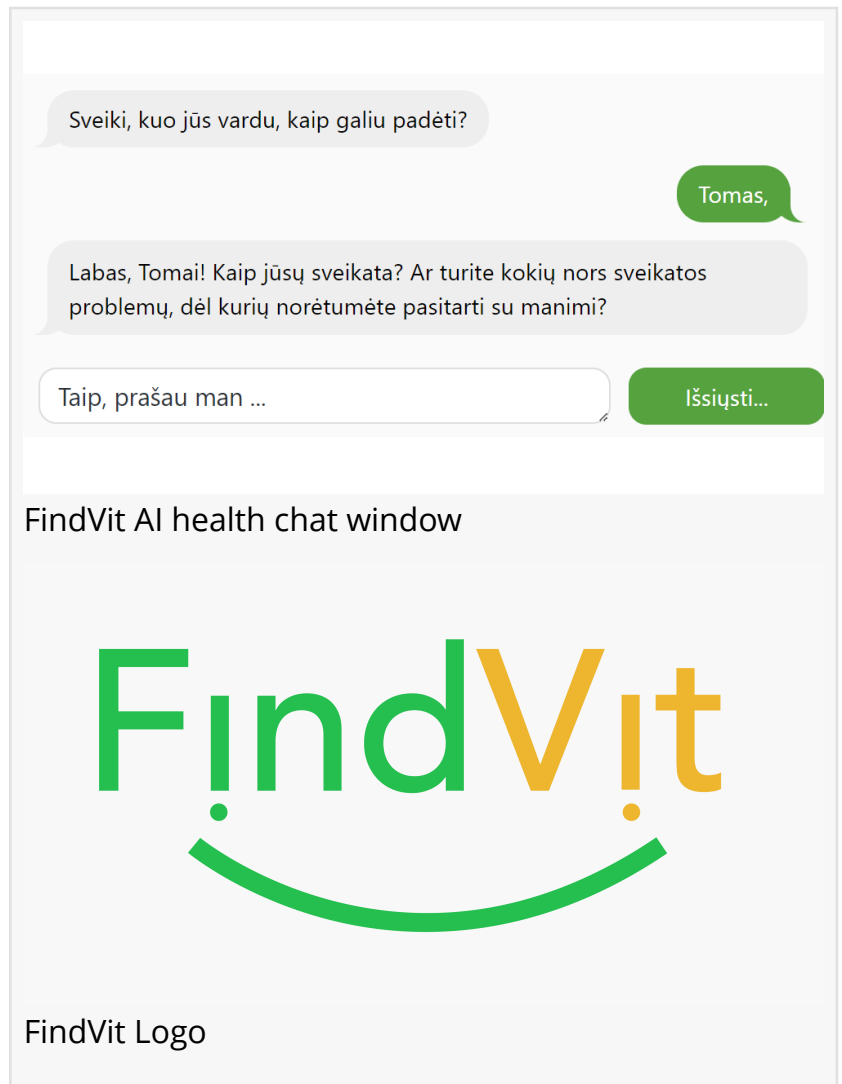 Sveiki, kuo jūs vardu, kaip galiu padėti?
Tomas,
Labas, Tomai! Kaip jūsų sveikata? Ar turite kokių nors sveikatos
problemų, dėl kurių norėtumėte pasitarti su manimi?
Taip, prašau man ...
Išsiųsti...
FindVit AI health chat window
FindVit
FindVit Logo